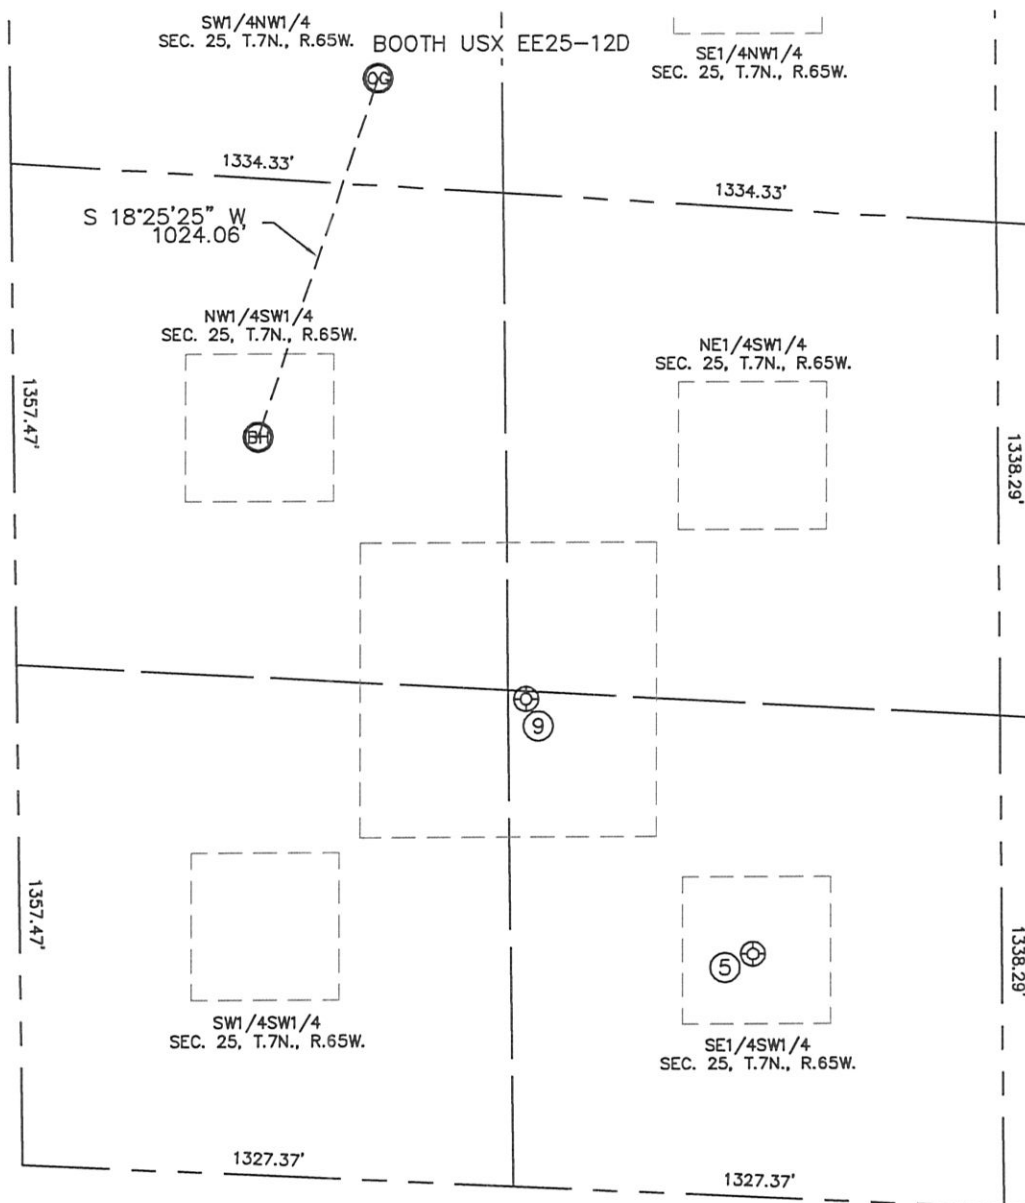 SW1/4NW1/4
SEC. 25, T.7N., R.65W.
BOOTH USX EE25-12D
SE1/4NW1/4
SEC. 25, T.7N., R.65W.
OG
1334.33'
1334.33'
S 18°25'25" W
1024.06'
NW1/4SW1/4
SEC. 25, T.7N., R.65W.
NE1/4SW1/4
SEC. 25, T.7N., R.65W.
1357.47'
BH
1338.29'
9
1357.47'
5
1338.29'
SW1/4SW1/4
SEC. 25, T.7N., R.65W.
SE1/4SW1/4
SEC. 25, T.7N., R.65W.
1327.37'
1327.37'